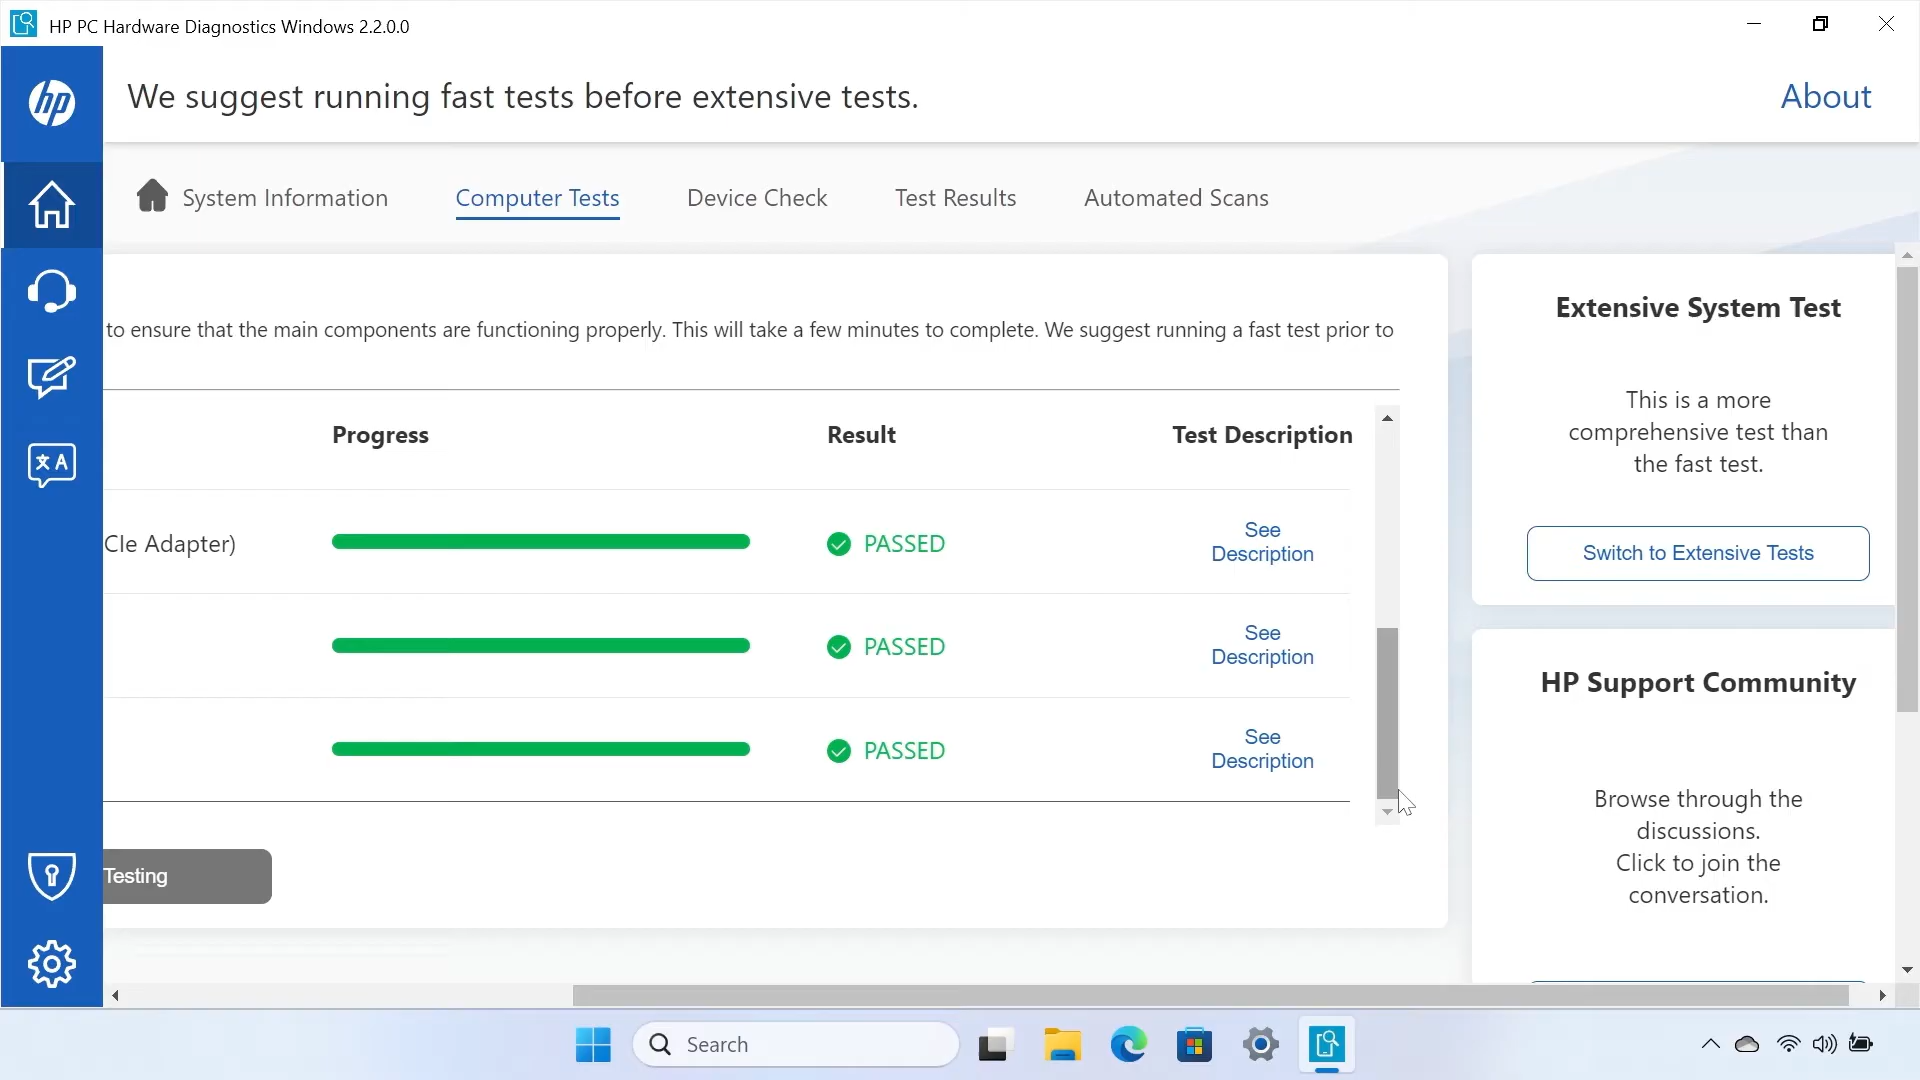 HP PC Hardware Diagnostics Windows 2.2.0.0
hp
We suggest running fast tests before extensive tests.
About
System Information
Computer Tests
Device Check
Test Results
Automated Scans
to ensure that the main components are functioning properly. This will take a few minutes to complete. We suggest running a fast test prior to
Progress
Result
Test Description
CIe Adapter)
PASSED
See
Description
PASSED
See
Description
PASSED
See
Description
Testing
Extensive System Test
This is a more
comprehensive test than
the fast test.
Switch to Extensive Tests
HP Support Community
Browse through the
discussions.
Click to join the
conversation.
Search